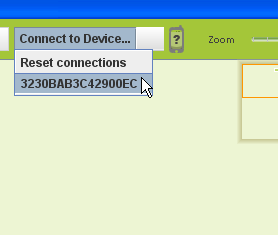 Connect to Device... ? Zoom
Reset connections
3230BAB3C42900EC